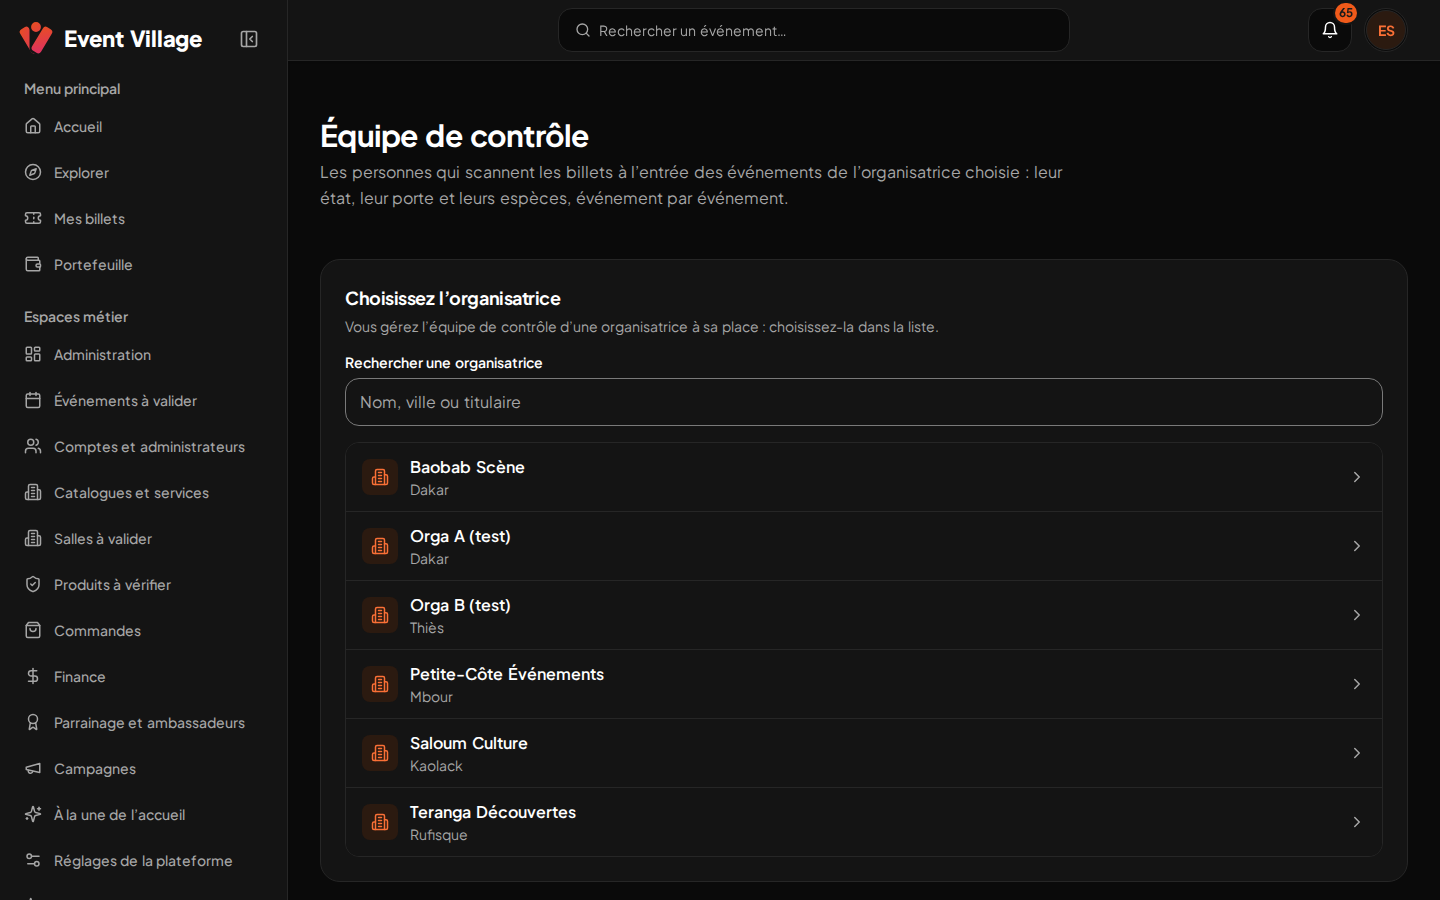 Event Village
Rechercher un événement…
65
ES
Menu principal
Accueil
Explorer
Mes billets
Portefeuille
Espaces métier
Administration
Événements à valider
Comptes et administrateurs
Catalogues et services
Salles à valider
Produits à vérifier
Commandes
Finance
Parrainage et ambassadeurs
Campagnes
À la une de l’accueil
Réglages de la plateforme
Équipe de contrôle
Les personnes qui scannent les billets à l’entrée des événements de l’organisatrice choisie : leur
état, leur porte et leurs espèces, événement par événement.
Choisissez l’organisatrice
Vous gérez l’équipe de contrôle d’une organisatrice à sa place : choisissez-la dans la liste.
Rechercher une organisatrice
Nom, ville ou titulaire
Baobab Scène
Dakar
Orga A (test)
Dakar
Orga B (test)
Thiès
Petite-Côte Événements
Mbour
Saloum Culture
Kaolack
Teranga Découvertes
Rufisque